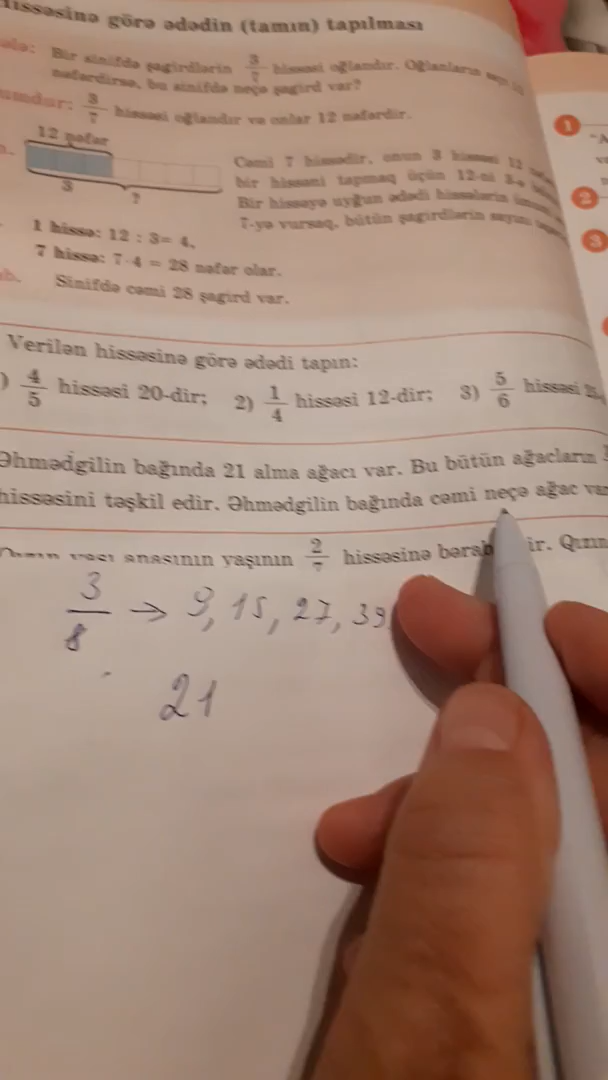 issəsinə görə ədədin (tamın) tapılması
Bir sinifdə şagirdlərin 3/7 hissəsi oğlandır. Oğlanların
nəfərdirsə, bu sinifdə neçə şagird var?
3/7 hissəsi oğlandır və onlar 12 nəfərdir.
12 nəfər
3
?
Cəmi 7 hissədir, onun 3 hissəsi 12
bir hissəni tapmaq üçün 12-ni 3-ə
Bir hissəyə uyğun ədədi hissələrin
7-yə vursaq, bütün şagirdlərin sayını
1 hissə: 12 : 3= 4,
7 hissə: 7·4 = 28 nəfər olar.
Sinifdə cəmi 28 şagird var.
Verilən hissəsinə görə ədədi tapın:
) 4/5 hissəsi 20-dir; 2) 1/4 hissəsi 12-dir; 3) 5/6 hissəsi
Əhmədgilin bağında 21 alma ağacı var. Bu bütün ağacların
hissəsini təşkil edir. Əhmədgilin bağında cəmi neçə ağac var
yaşı anasının yaşının 2/7 hissəsinə bərab ir.
3/8 → 9, 15, 27, 39
21
1
2
3